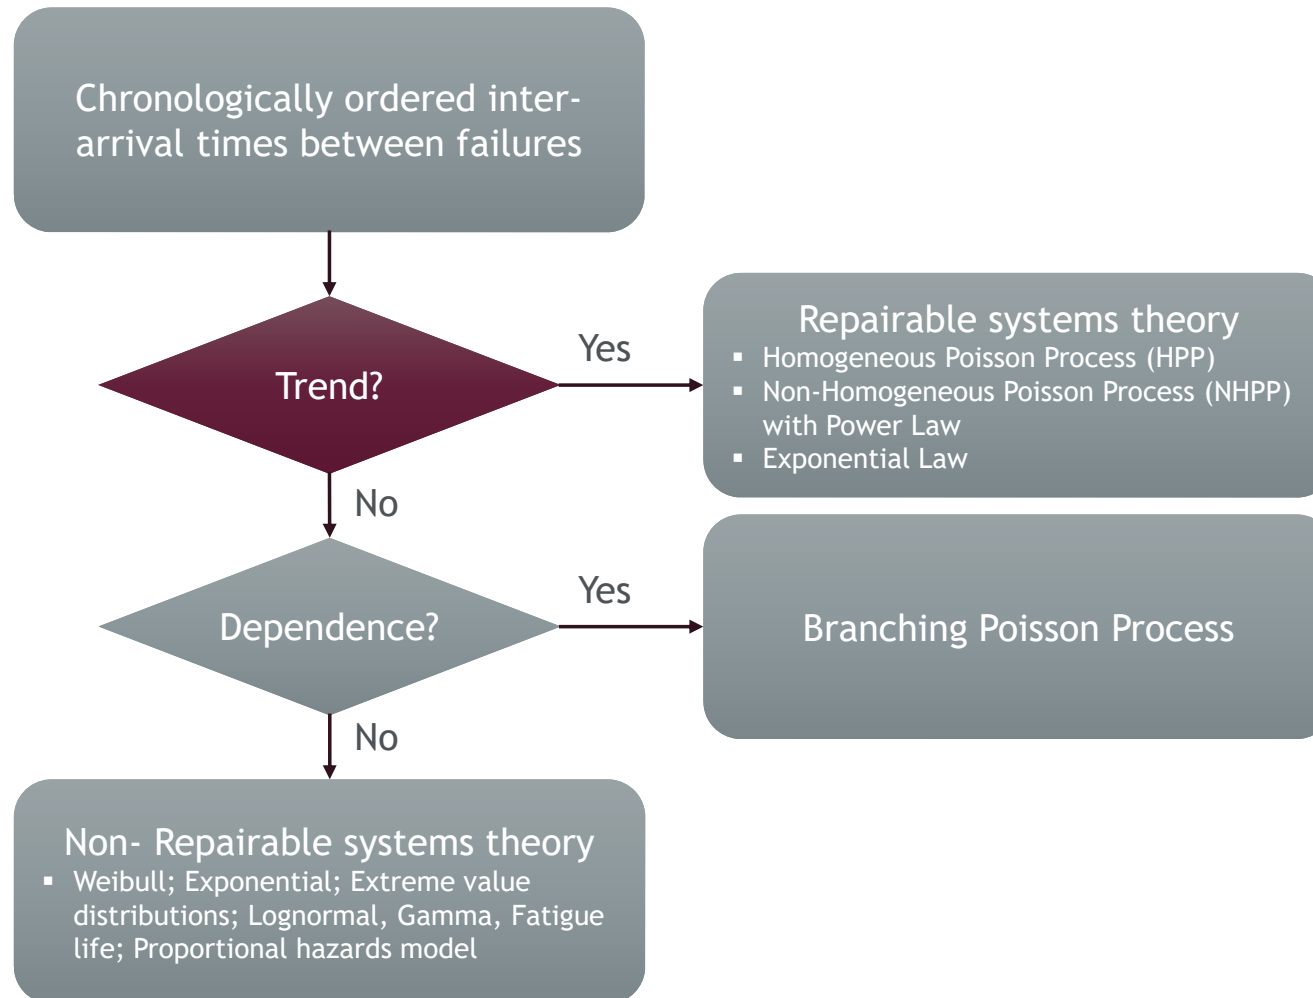 Chronologically ordered inter-
arrival times between failures
Trend?
Yes
Repairable systems theory
▪ Homogeneous Poisson Process (HPP)
▪ Non-Homogeneous Poisson Process (NHPP)
with Power Law
▪ Exponential Law
No
Dependence?
Yes
Branching Poisson Process
No
Non- Repairable systems theory
▪ Weibull; Exponential; Extreme value
distributions; Lognormal, Gamma, Fatigue
life; Proportional hazards model